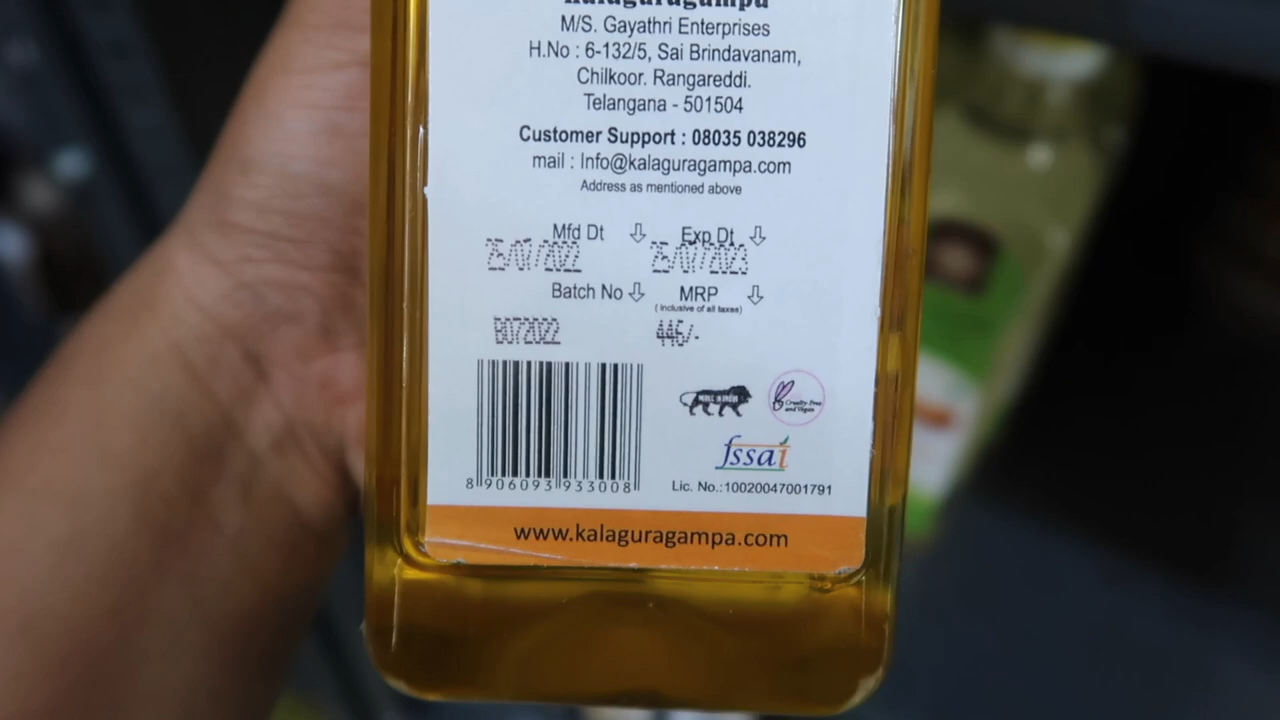 kalaguragampa
M/S. Gayathri Enterprises
H.No : 6-132/5, Sai Brindavanam,
Chilkoor. Rangareddi.
Telangana - 501504
Customer Support : 08035 038296
mail : Info@kalaguragampa.com
Address as mentioned above
Mfd Dt Exp Dt
25/07/2022 25/07/2023
Batch No MRP
( inclusive of all taxes)
B072022 445/-
MADE IN INDIA
Cruelty Free
and Vegan
fssai
8 906093 933008
Lic. No.:10020047001791
www.kalaguragampa.com